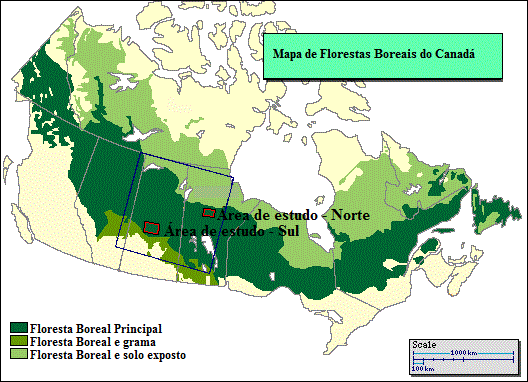 Mapa de Florestas Boreais do Canadá
Área de estudo - Norte
Área de estudo - Sul
Floresta Boreal Principal
Floresta Boreal e grama
Floresta Boreal e solo exposto
Scale
1000 km
100 km